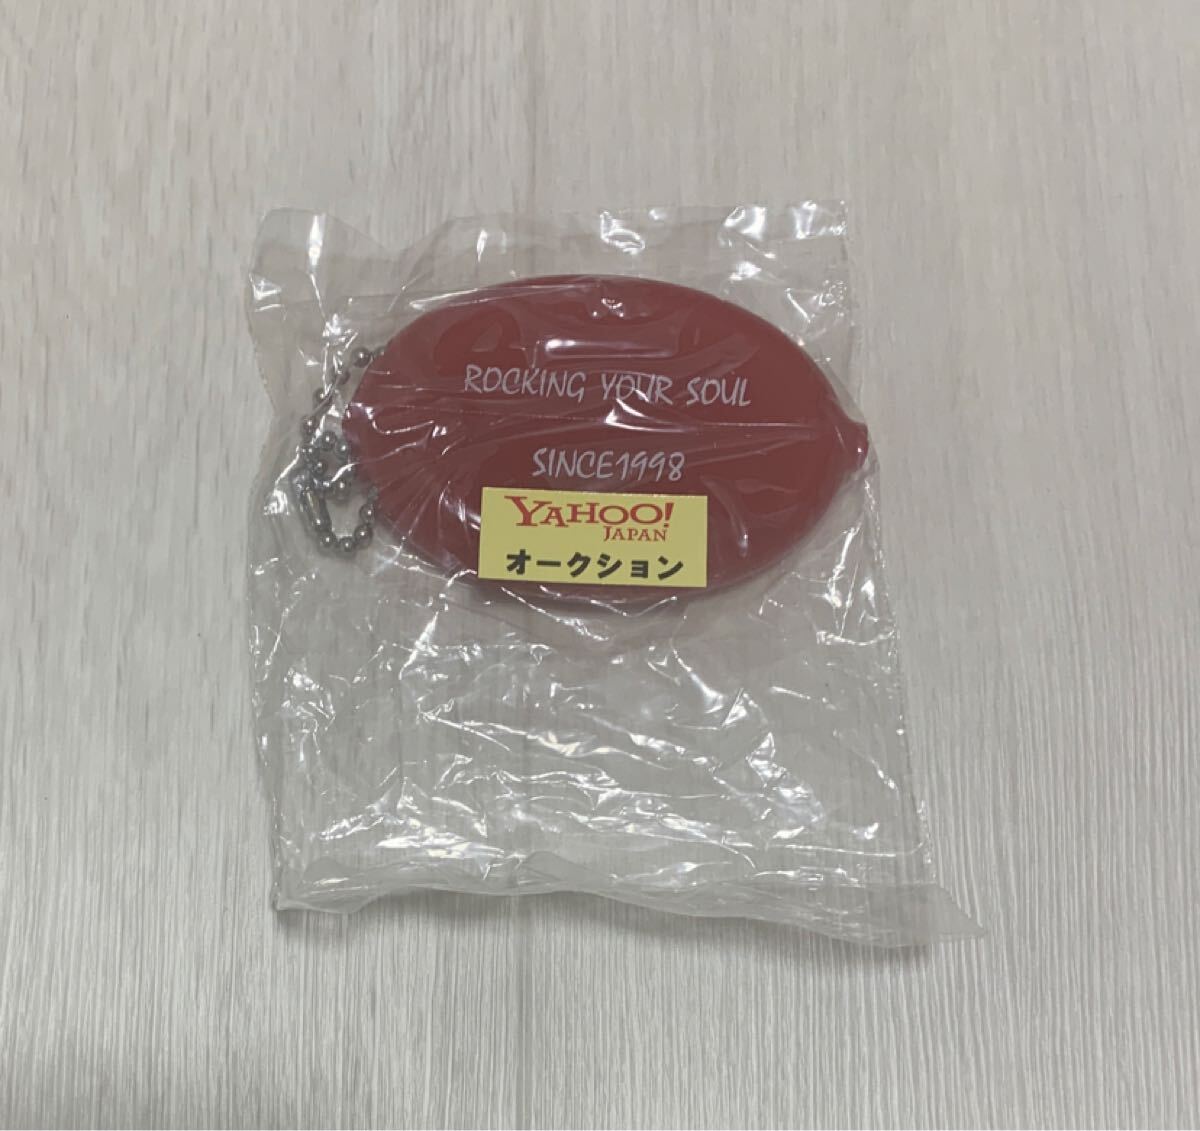 ROCKING YOUR SOUL
SINCE1998
YAHOO!
JAPAN
オークション